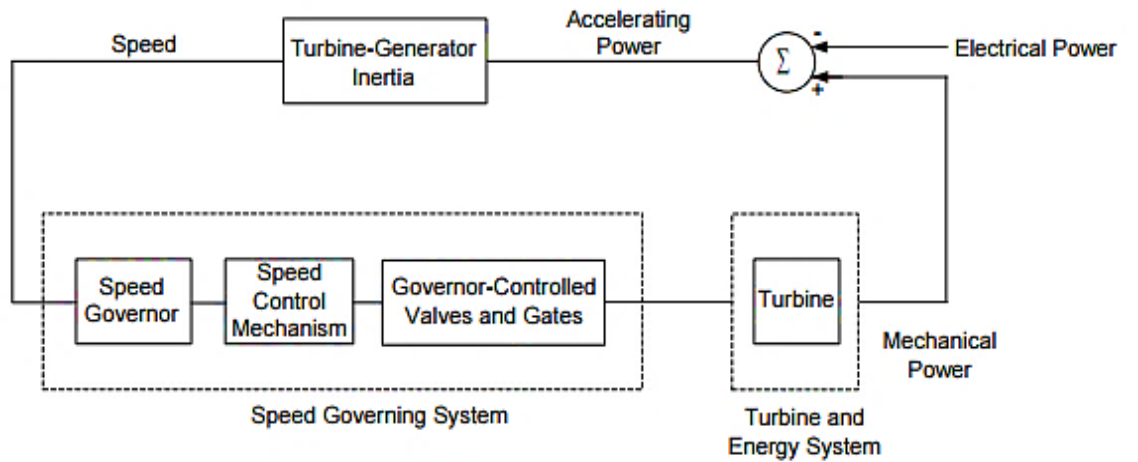 Speed
Turbine-Generator
Inertia
Accelerating
Power
Σ
-
+
Electrical Power
Speed
Governor
Speed
Control
Mechanism
Governor-Controlled
Valves and Gates
Turbine
Mechanical
Power
Speed Governing System
Turbine and
Energy System